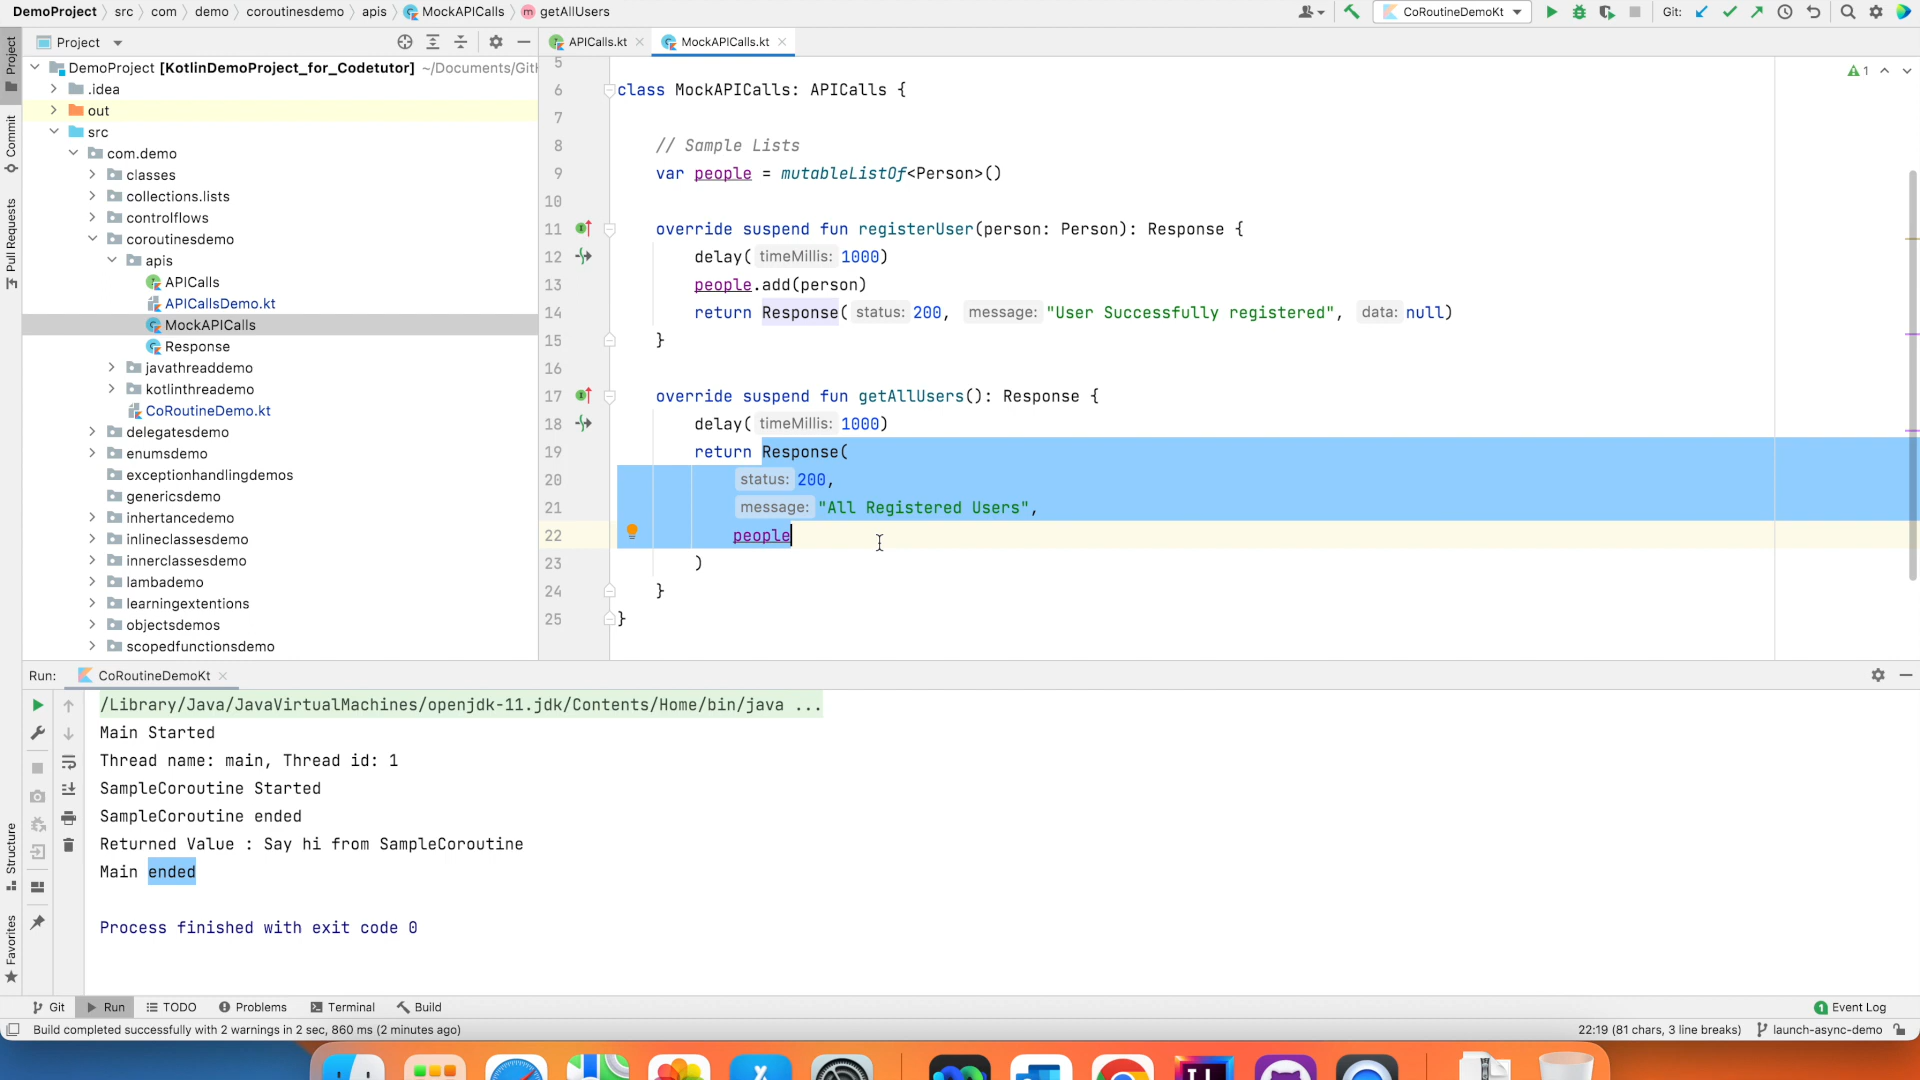 DemoProject src com demo coroutinesdemo apis MockAPICalls getAllUsers
CoRoutineDemoKt Git:
Project
APICalls.kt MockAPICalls.kt
Project
Commit
Pull Requests
Structure
Favorites
DemoProject [KotlinDemoProject_for_Codetutor] ~/Documents/Git
.idea
out
src
com.demo
classes
collections.lists
controlflows
coroutinesdemo
apis
APICalls
APICallsDemo.kt
MockAPICalls
Response
javathreaddemo
kotlinthreademo
CoRoutineDemo.kt
delegatesdemo
enumsdemo
exceptionhandlingdemos
genericsdemo
inhertancedemo
inlineclassesdemo
innerclassesdemo
lambademo
learningextentions
objectsdemos
scopedfunctionsdemo
1
5
6 class MockAPICalls: APICalls {
7
8 // Sample Lists
9 var people = mutableListOf<Person>()
10
11 override suspend fun registerUser(person: Person): Response {
12 delay( timeMillis: 1000)
13 people.add(person)
14 return Response( status: 200, message: "User Successfully registered", data: null)
15 }
16
17 override suspend fun getAllUsers(): Response {
18 delay( timeMillis: 1000)
19 return Response(
20 status: 200,
21 message: "All Registered Users",
22 people
23 )
24 }
25 }
Run: CoRoutineDemoKt
/Library/Java/JavaVirtualMachines/openjdk-11.jdk/Contents/Home/bin/java ...
Main Started
Thread name: main, Thread id: 1
SampleCoroutine Started
SampleCoroutine ended
Returned Value : Say hi from SampleCoroutine
Main ended
Process finished with exit code 0
Git Run TODO Problems Terminal Build 1 Event Log
Build completed successfully with 2 warnings in 2 sec, 860 ms (2 minutes ago) 22:19 (81 chars, 3 line breaks) launch-async-demo